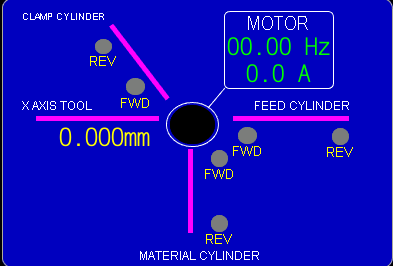 CLAMP CYLINDER
MOTOR
00.00 Hz
0.0 A
REV
FWD
X AXIS TOOL
FEED CYLINDER
0.000mm
FWD
REV
FWD
REV
MATERIAL CYLINDER